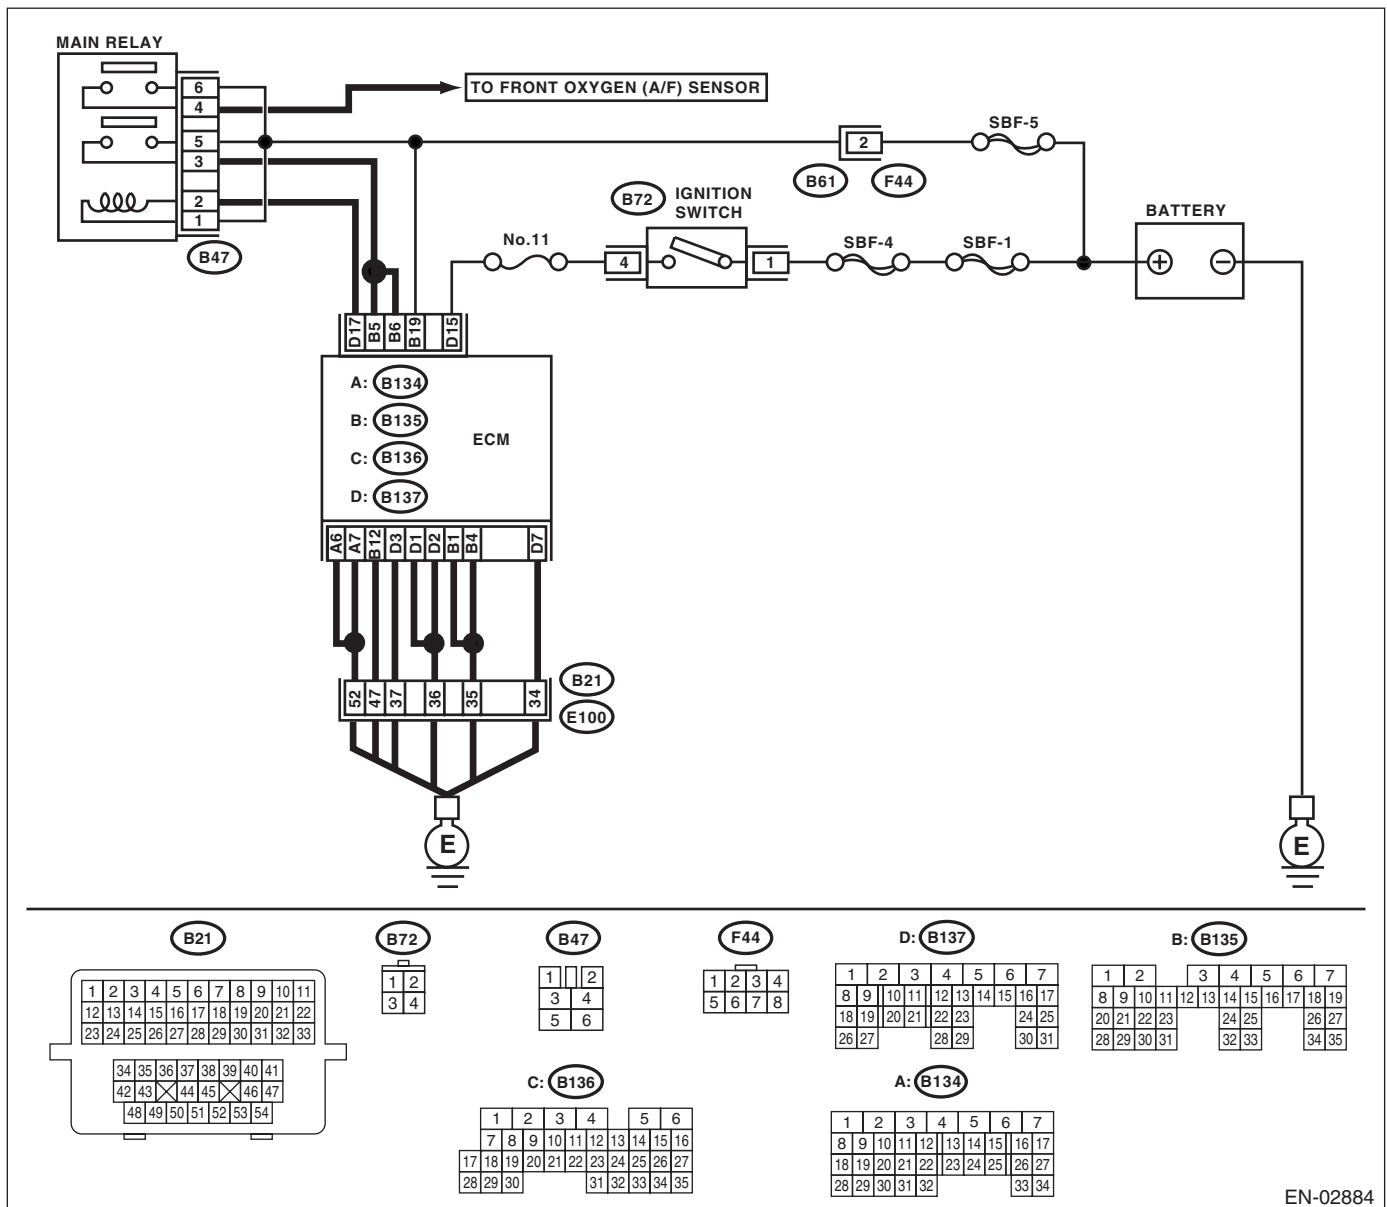 MAIN RELAY
6
4
5
3
2
1
B47
TO FRONT OXYGEN (A/F) SENSOR
SBF-5
2
B61 F44
B72 IGNITION
SWITCH
BATTERY
No.11
4
1
SBF-4 SBF-1
+ −
D17 B5 B6 B19 D15
A: B134
B: B135
C: B136
D: B137
ECM
A6 A7 B12 D3 D1 D2 B1 B4 D7
52 47 37 36 35 34
B21
E100
E
E
B21
1 2 3 4 5 6 7 8 9 10 11
12 13 14 15 16 17 18 19 20 21 22
23 24 25 26 27 28 29 30 31 32 33
34 35 36 37 38 39 40 41
42 43 44 45 46 47
48 49 50 51 52 53 54
B72
1 2
3 4
B47
1 2
3 4
5 6
F44
1 2 3 4
5 6 7 8
D: B137
1 2 3 4 5 6 7
8 9 10 11 12 13 14 15 16 17
18 19 20 21 22 23 24 25
26 27 28 29 30 31
B: B135
1 2 3 4 5 6 7
8 9 10 11 12 13 14 15 16 17 18 19
20 21 22 23 24 25 26 27
28 29 30 31 32 33 34 35
C: B136
1 2 3 4 5 6
7 8 9 10 11 12 13 14 15 16
17 18 19 20 21 22 23 24 25 26 27
28 29 30 31 32 33 34 35
A: B134
1 2 3 4 5 6 7
8 9 10 11 12 13 14 15 16 17
18 19 20 21 22 23 24 25 26 27
28 29 30 31 32 33 34
EN-02884